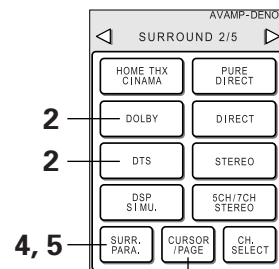 AVAMP-DENO
SURROUND 2/5
HOME THX
CINAMA
PURE
DIRECT
2
DOLBY
DIRECT
2
DTS
STEREO
DSP
SIMU.
5CH/7CH
STEREO
4, 5
SURR.
PARA.
CURSOR
/PAGE
CH.
SELECT